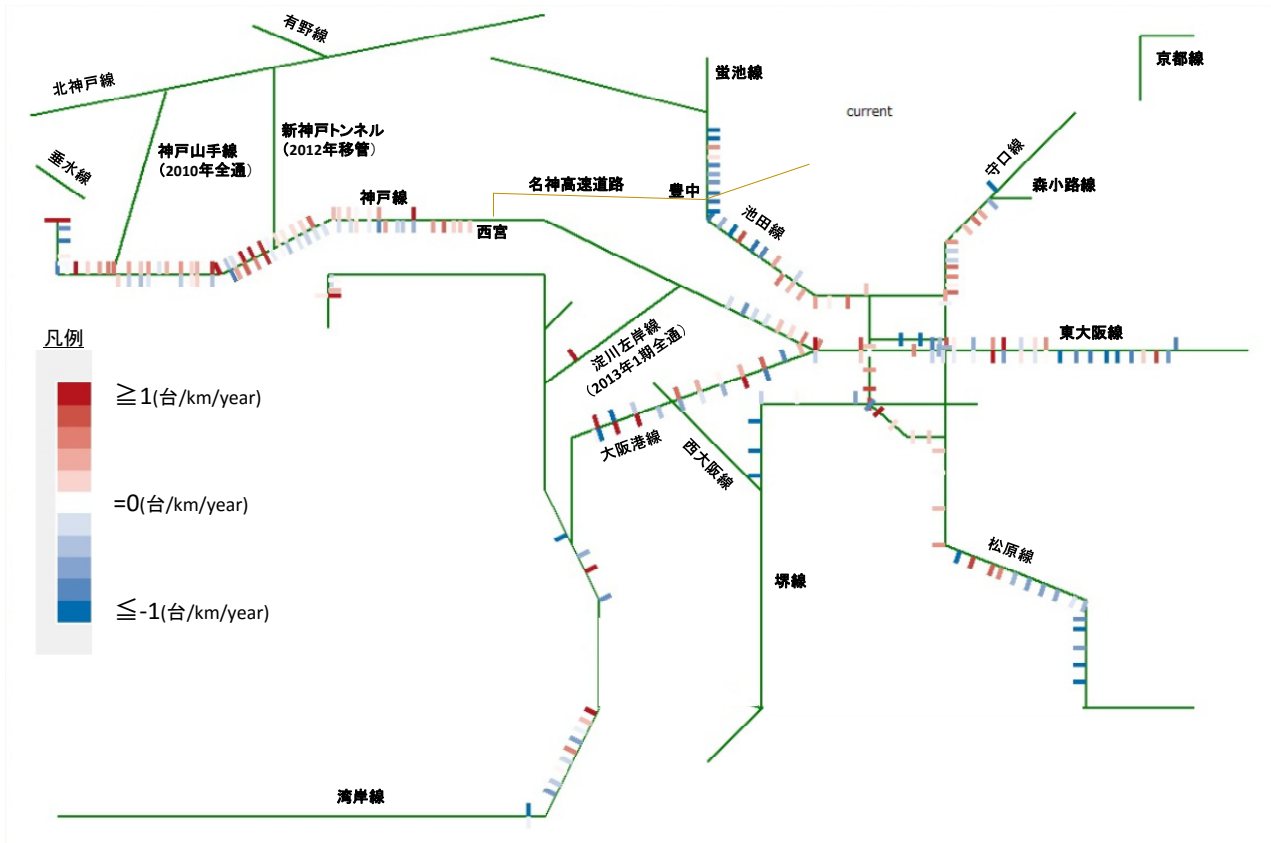 有野線
京都線
蛍池線
北神戸線
current
新神戸トンネル
(2012年移管)
神戸山手線
(2010年全通)
守口線
垂水線
名神高速道路
豊中
森小路線
神戸線
池田線
西宮
凡例
東大阪線
淀川左岸線
(2013年1期全通)
≧1(台/km/year)
大阪港線
西大阪線
=0(台/km/year)
松原線
堺線
≦-1(台/km/year)
湾岸線